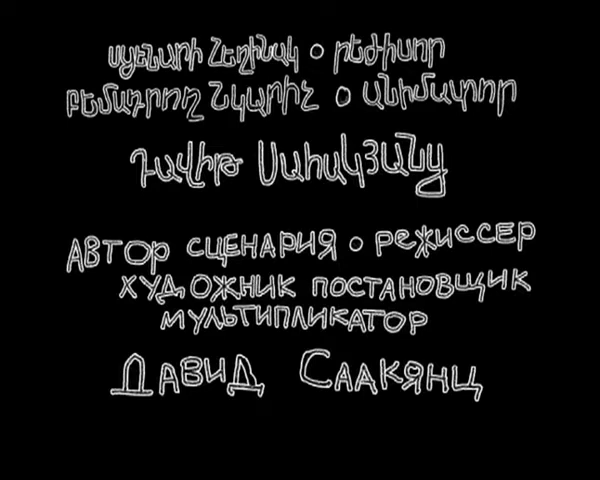 սցենարի հեղինակ ○ ռեժիսոր
բեմադրող նկարիչ ○ անիմատոր
Դավիթ Սահակյանց
АВТОР СЦЕНАРИЯ ○ РЕЖИССЕР
ХУДОЖНИК ПОСТАНОВЩИК
МУЛЬТИПЛИКАТОР
ДАВИД СААКЯНЦ